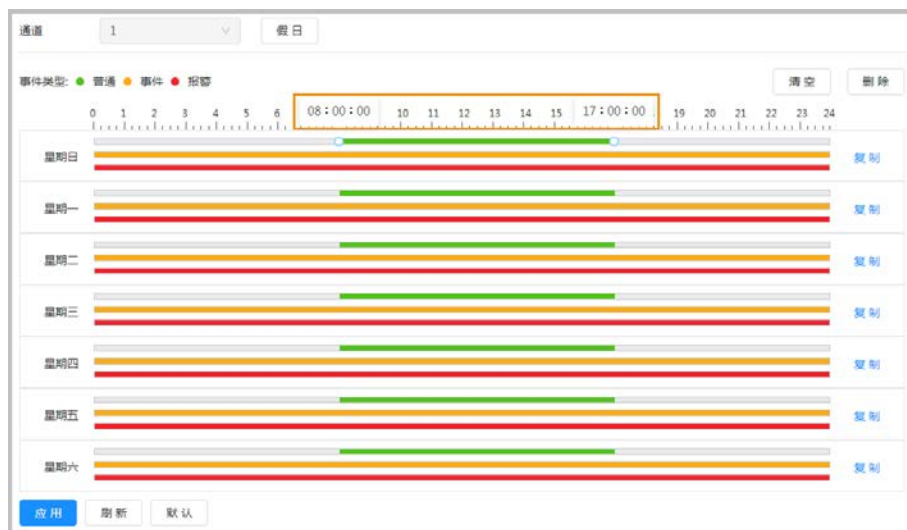 通道 1 假日
事件类型: 普通 事件 报警 清空 删除
0 1 2 3 4 5 6 08:00:00 10 11 12 13 14 15 17:00:00 19 20 21 22 23 24
星期日 复制
星期一 复制
星期二 复制
星期三 复制
星期四 复制
星期五 复制
星期六 复制
应用 刷新 默认